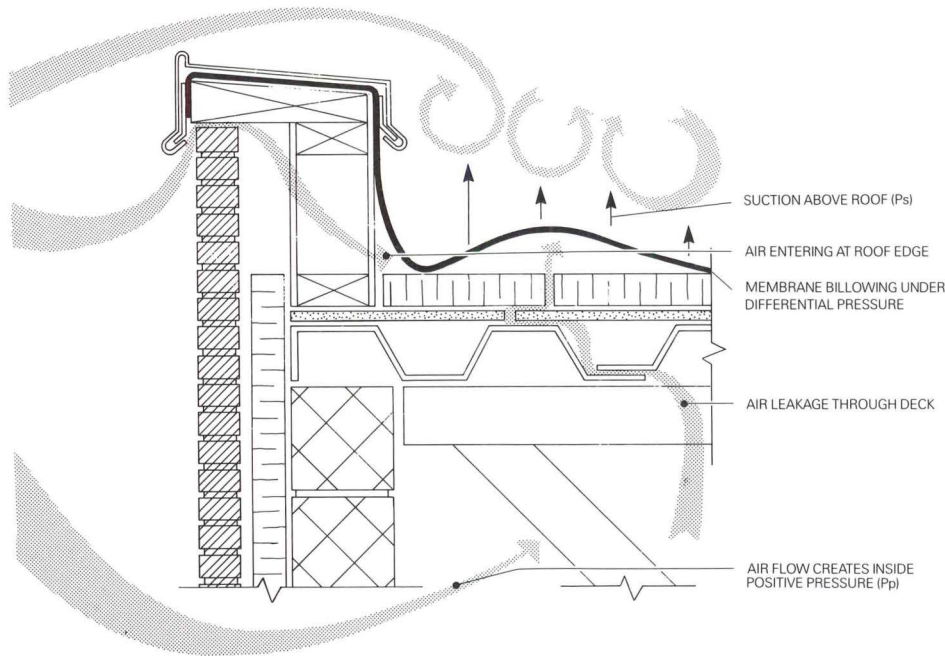 SUCTION ABOVE ROOF (Ps)
AIR ENTERING AT ROOF EDGE
MEMBRANE BILLOWING UNDER
DIFFERENTIAL PRESSURE
AIR LEAKAGE THROUGH DECK
AIR FLOW CREATES INSIDE
POSITIVE PRESSURE (Pp)